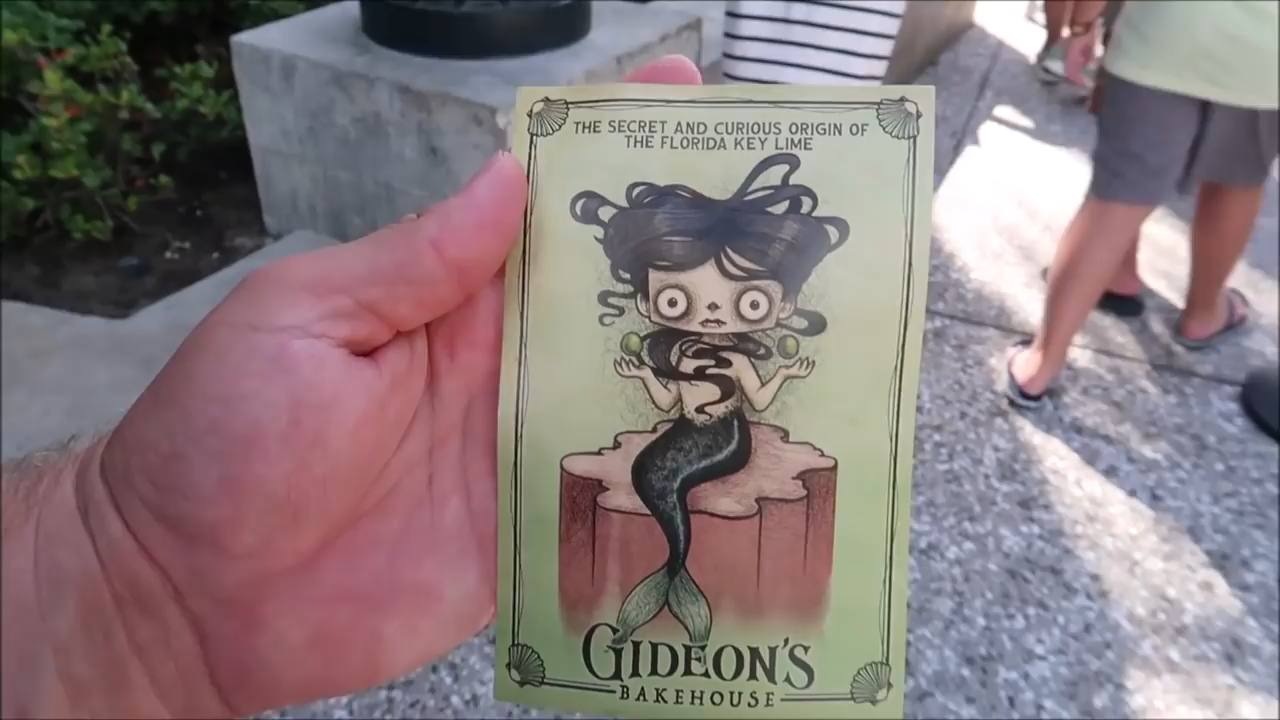 THE SECRET AND CURIOUS ORIGIN OF
THE FLORIDA KEY LIME
GIDEON'S
BAKEHOUSE